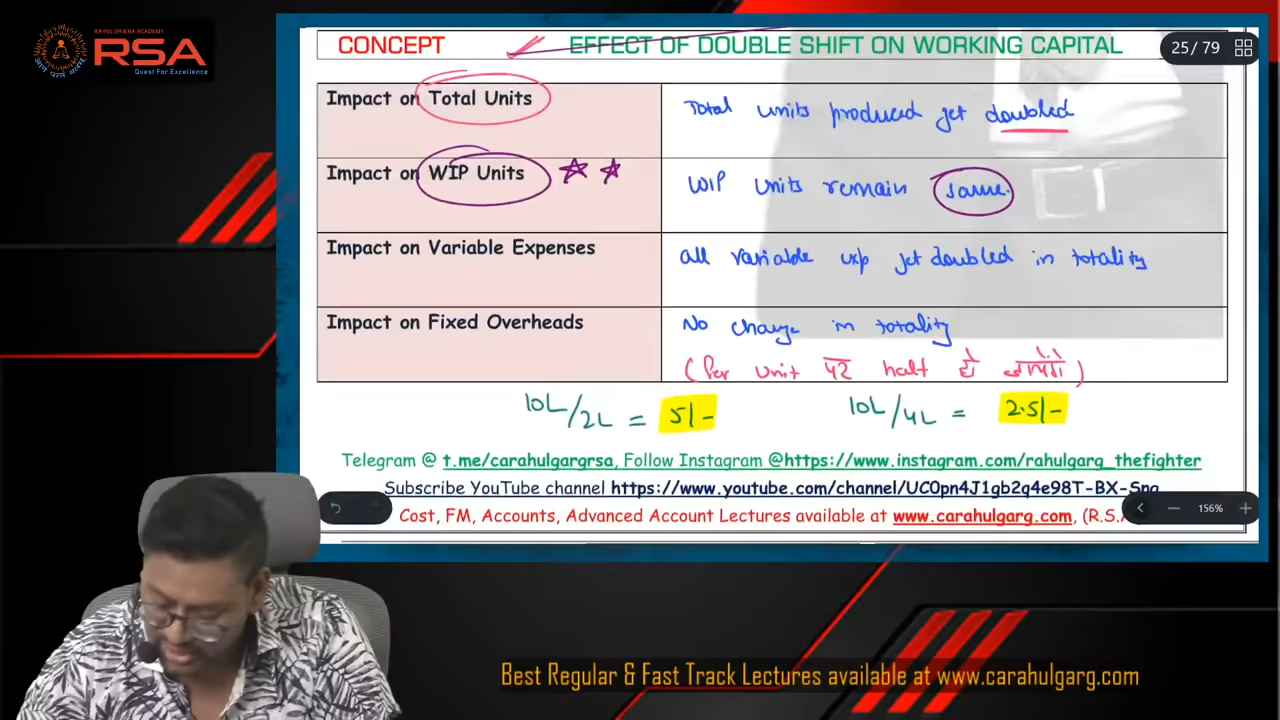 RAHUL SHIKHA ACADEMY
RSA
Quest For Excellence
CONCEPT
EFFECT OF DOUBLE SHIFT ON WORKING CAPITAL
25 / 79
Impact on Total Units
Total units produced get doubled
Impact on WIP Units
WIP units remain same.
Impact on Variable Expenses
all variable exp get doubled in totality
Impact on Fixed Overheads
No change in totality
(Per unit पर half हो जायेगा)
10L/2L = 5/-
10L/4L = 2.5/-
Telegram @ t.me/carahulgargrsa, Follow Instagram @https://www.instagram.com/rahulgarg_thefighter
Subscribe YouTube channel https://www.youtube.com/channel/UC0pn4J1gb2g4e98T-BX-Sng
Cost, FM, Accounts, Advanced Account Lectures available at www.carahulgarg.com, (R.S.A
156%
Best Regular & Fast Track Lectures available at www.carahulgarg.com